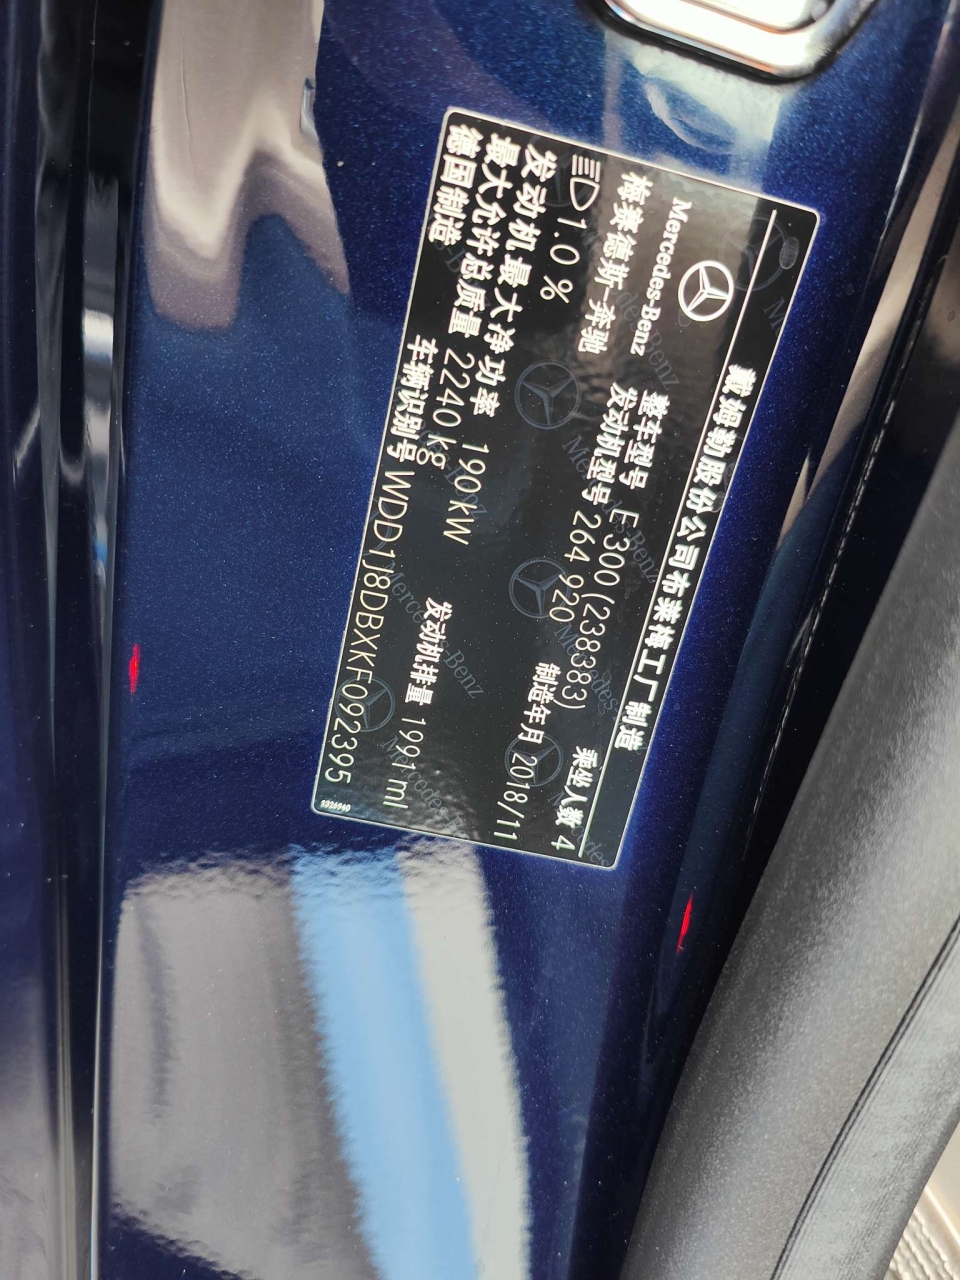 戴姆勒股份公司布莱梅工厂制造
Mercedes-Benz
梅赛德斯-奔驰
整车型号 E 300 (238383)
乘坐人数 4
发动机型号 264 920
制造年月 2018/11
1.0 %
发动机最大净功率 190 kW
发动机排量 1991 ml
最大允许总质量 2240 kg
德国制造
车辆识别号 WDD1J8DBXKF092395